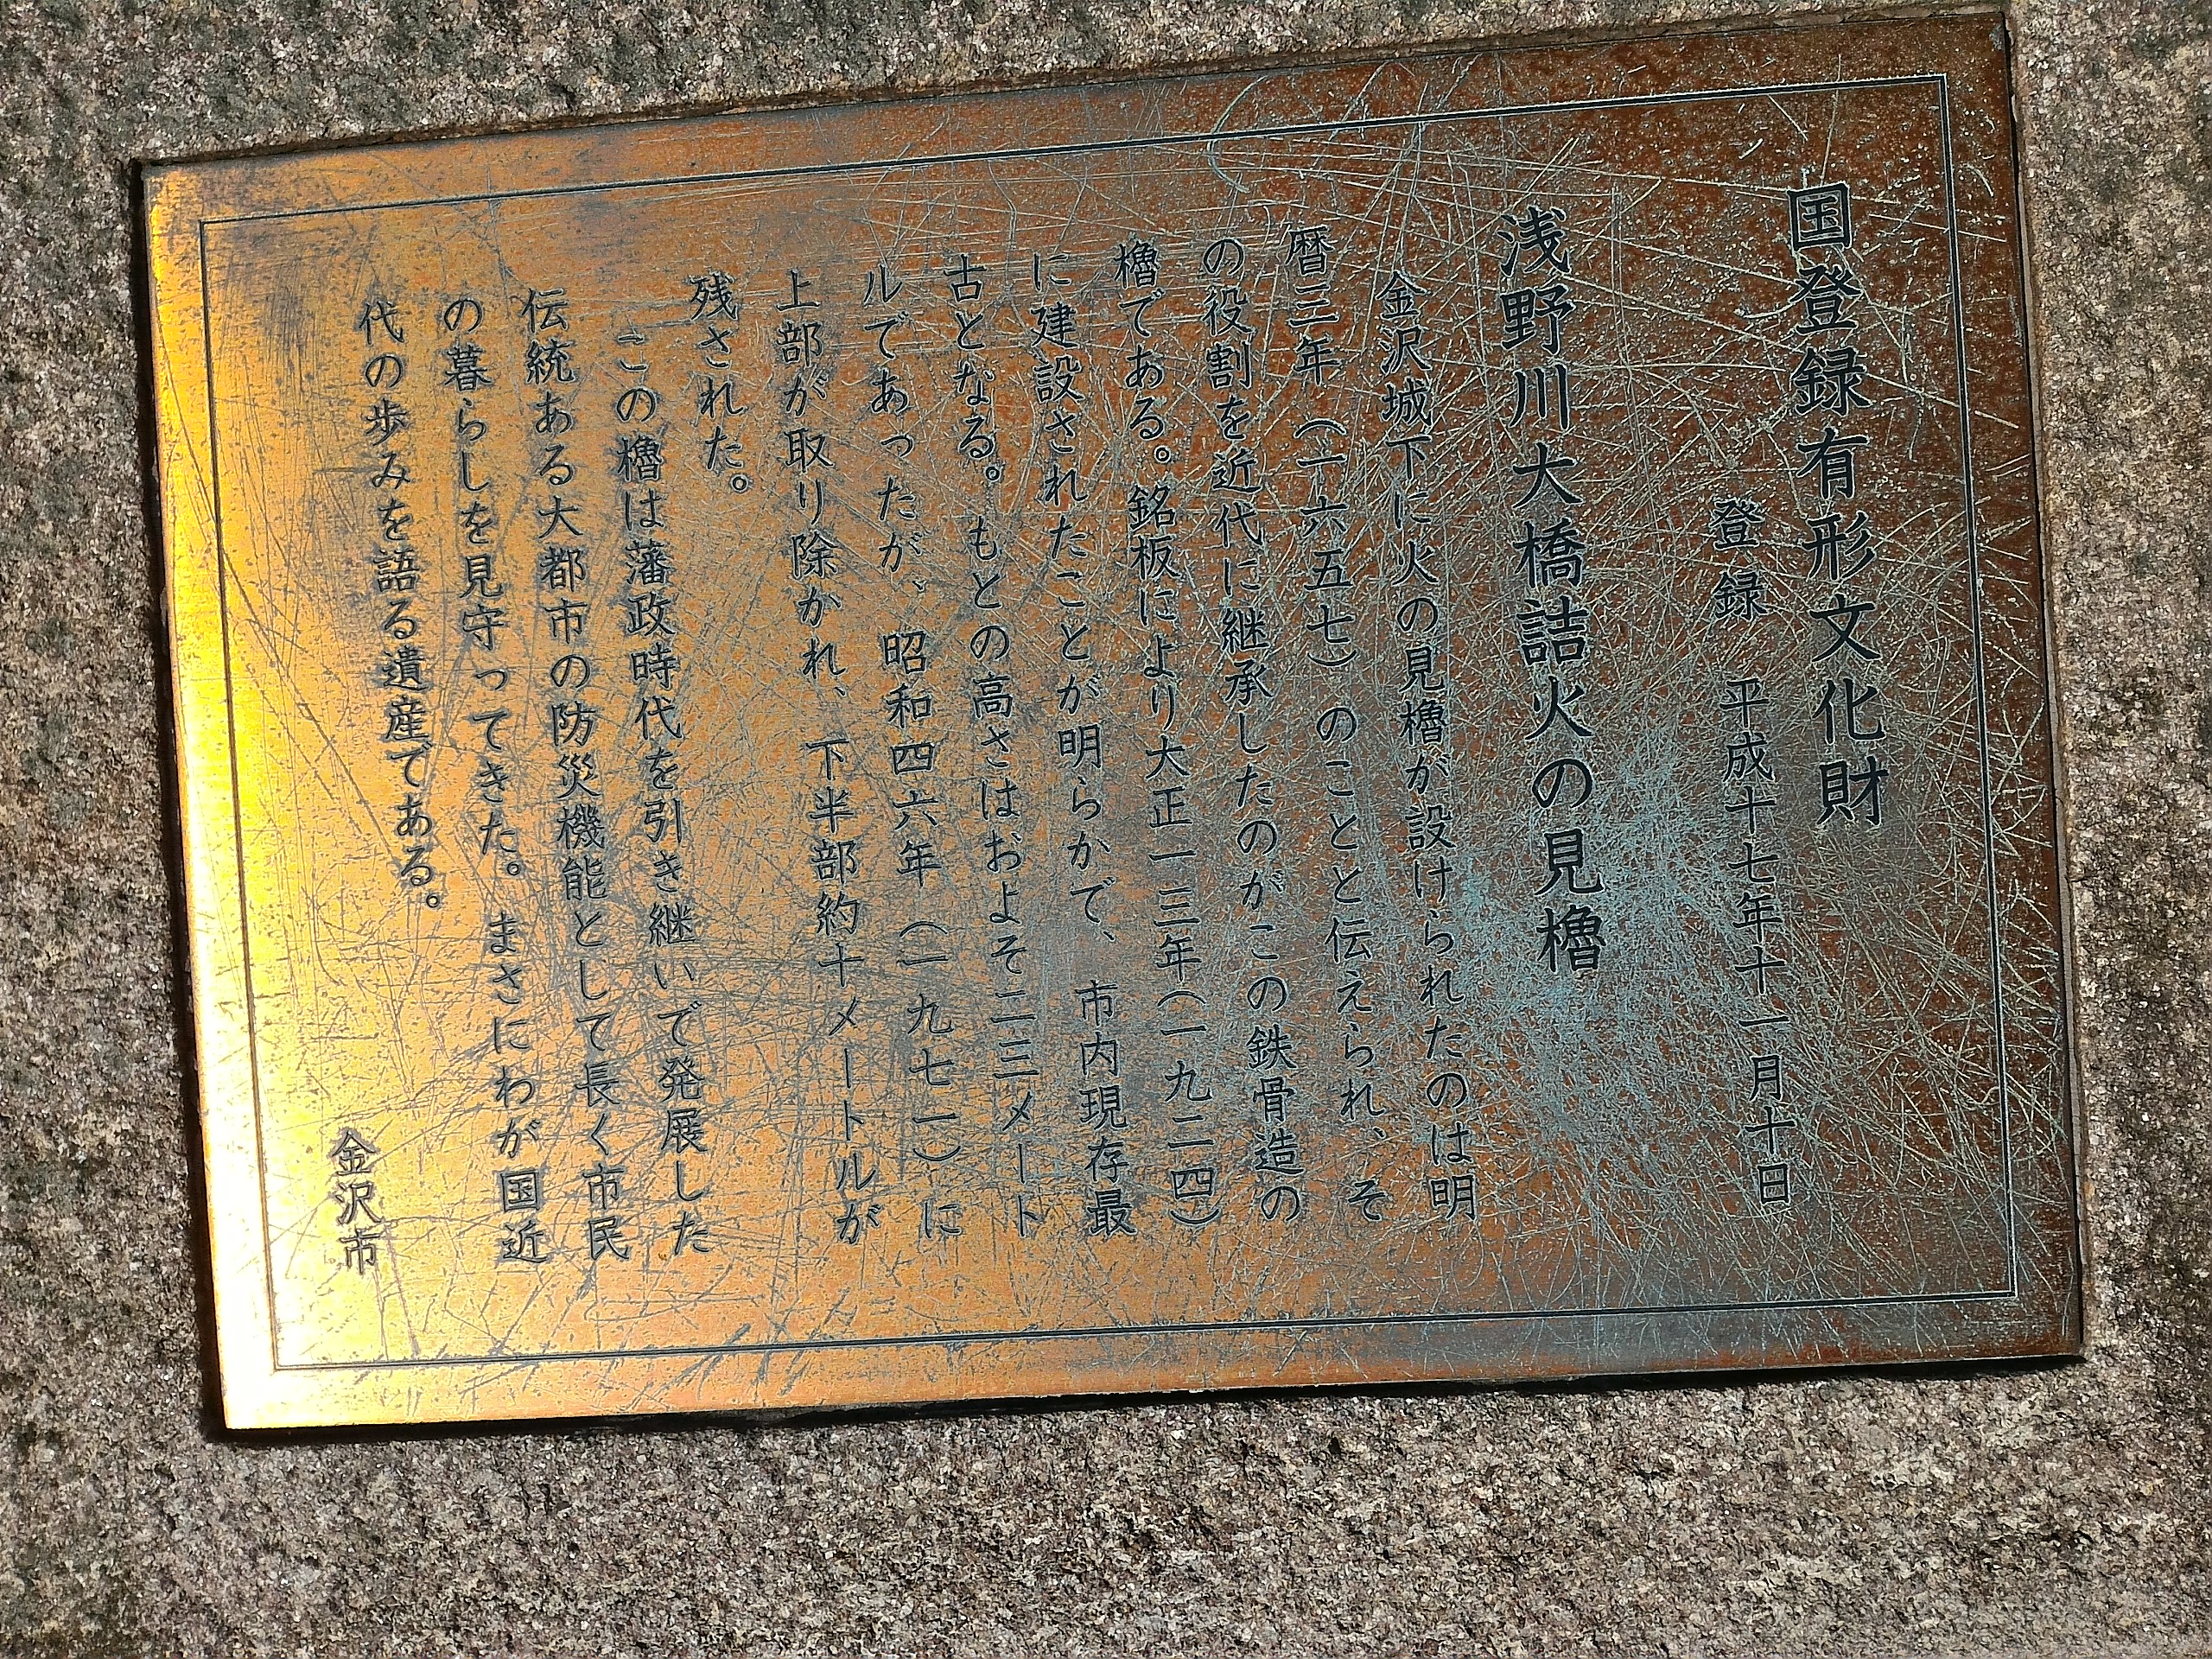 国登録有形文化財
登録 平成十七年十一月十日
浅野川大橋詰火の見櫓
金沢城下に火の見櫓が設けられたのは明
暦三年（一六五七）のことと伝えられ、そ
の役割を近代に継承したのがこの鉄骨造の
櫓である。銘板により大正一三年（一九二四）
に建設されたことが明らかで、市内現存最
古となる。もとの高さはおよそ二三メート
ルであったが、昭和四六年（一九七一）に
上部が取り除かれ、下半部約十メートルが
残された。
この櫓は藩政時代を引き継いで発展した
伝統ある大都市の防災機能として長く市民
の暮らしを見守ってきた。まさにわが国近
代の歩みを語る遺産である。
金沢市